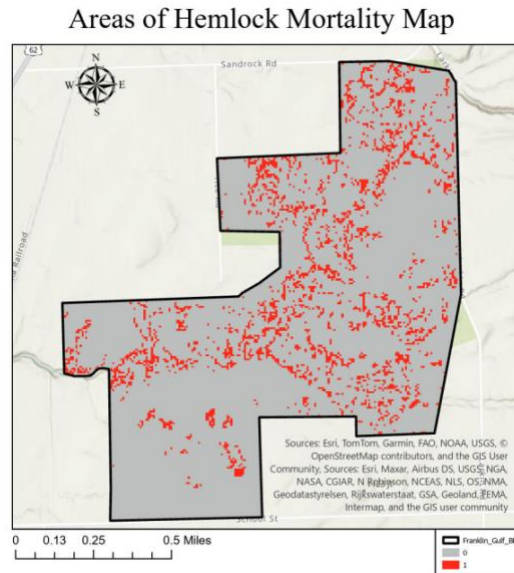 Areas of Hemlock Mortality Map
62
N
W E
S
Sandrock Rd
Railroad
Sources: Esri, TomTom, Garmin, FAO, NOAA, USGS, ©
OpenStreetMap contributors, and the GIS User
Community, Sources: Esri, Maxar, Airbus DS, USGS, NGA,
NASA, CGIAR, N Robinson, NCEAS, NLS, OS, NMA,
Geodatastyrelsen, Rijkswaterstaat, GSA, Geoland, FEMA,
Intermap, and the GIS user community
School St
0 0.13 0.25 0.5 Miles
Franklin_Gulf_B
0
1